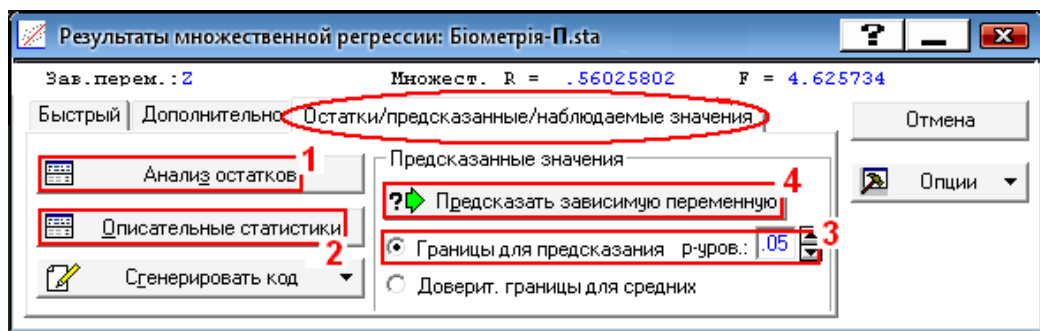 Результаты множественной регрессии: Біометрія-П.sta
?
Зав.перем.:Z Множест. R = .56025802 F = 4.625734
Быстрый Дополнительно Остатки/предсказанные/наблюдаемые значения
Отмена
Опции
1
Анализ остатков
Описательные статистики
2
Сгенерировать код
Предсказанные значения
4
? Предсказать зависимую переменную
Границы для предсказания р-уров.: .05
3
Доверит. границы для средних